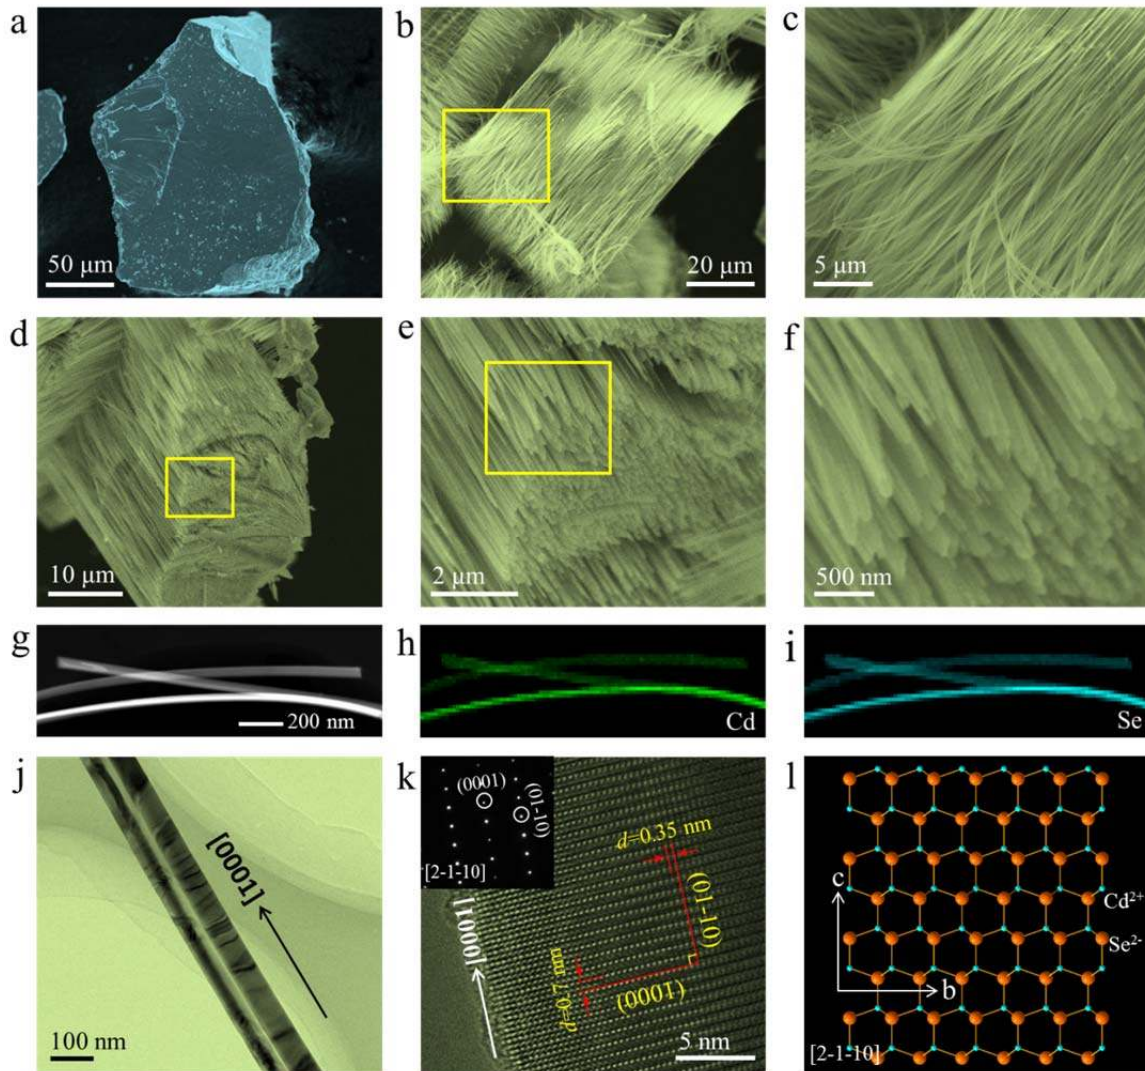 a
50 µm
b
20 µm
c
5 µm
d
10 µm
e
2 µm
f
500 nm
g
200 nm
h
Cd
i
Se
j
[0001]
100 nm
k
(0001)
(01-10)
[2-1-10]
d=0.35 nm
(01-10)
[0001]
d=0.7 nm
(0001)
5 nm
l
c
Cd²⁺
Se²⁻
b
[2-1-10]